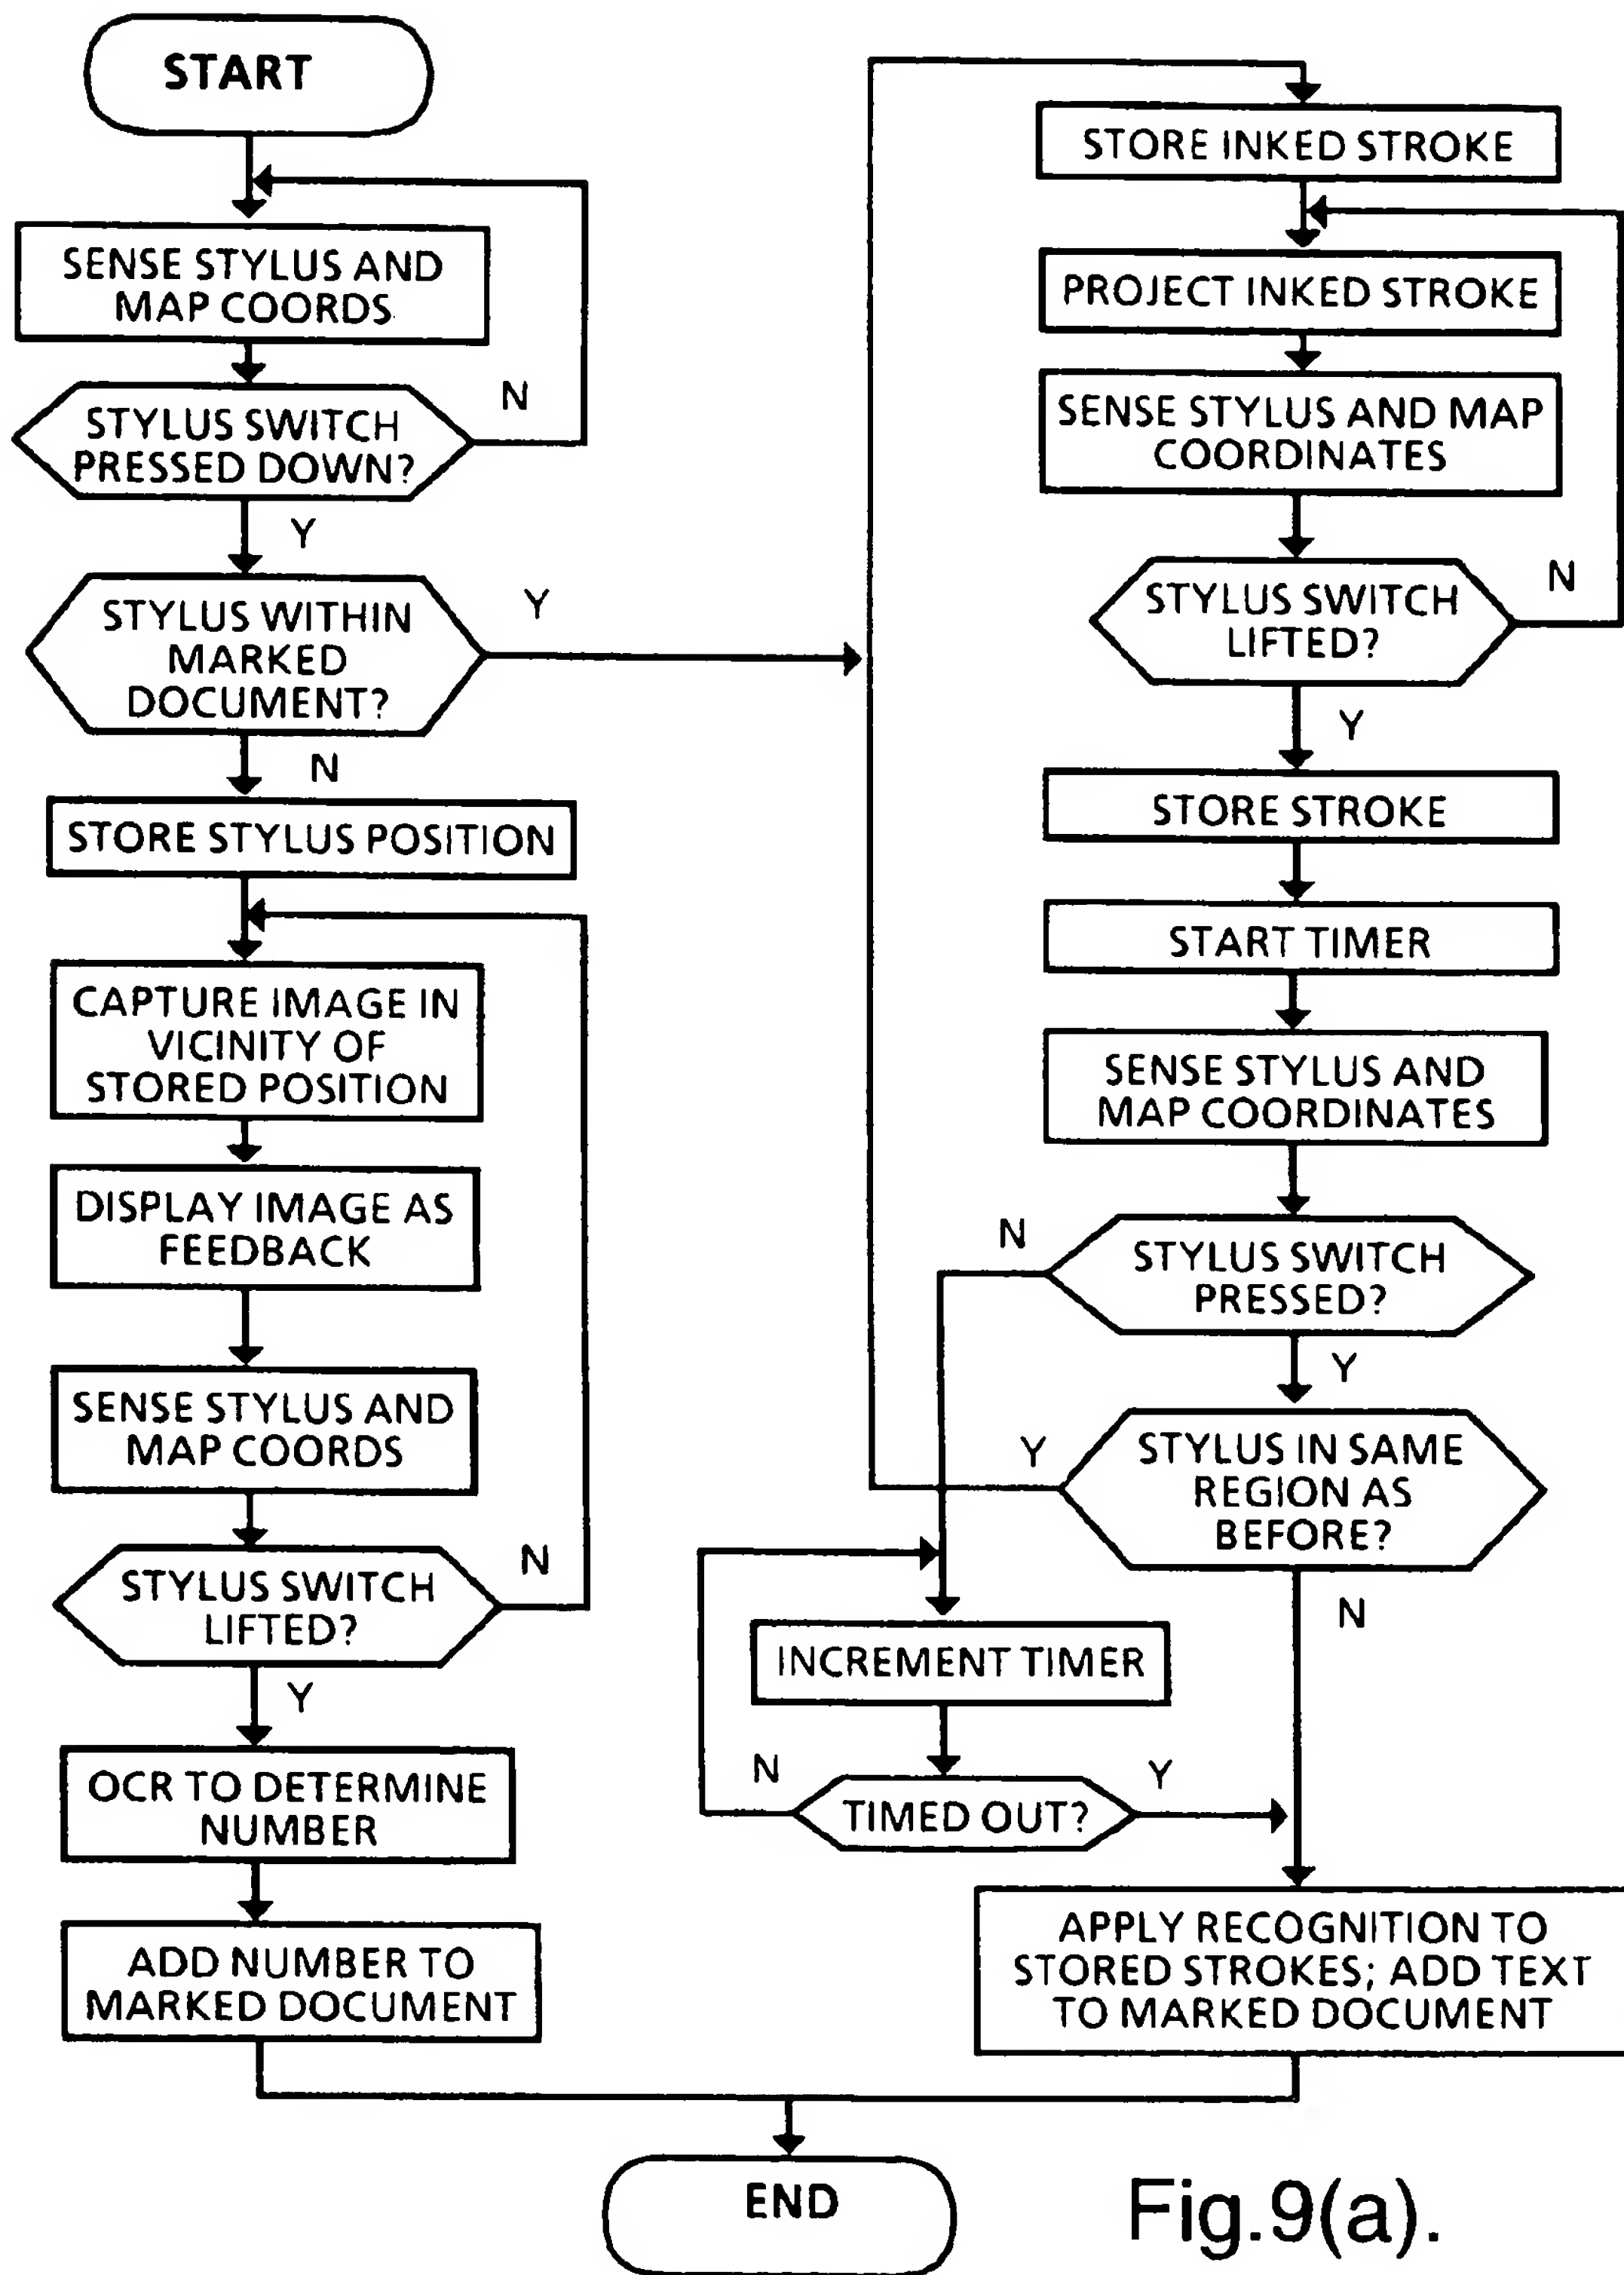 START
SENSE STYLUS AND
MAP COORDS
STYLUS SWITCH
PRESSED DOWN?
N
Y
STYLUS WITHIN
MARKED
DOCUMENT?
Y
N
STORE STYLUS POSITION
CAPTURE IMAGE IN
VICINITY OF
STORED POSITION
DISPLAY IMAGE AS
FEEDBACK
SENSE STYLUS AND
MAP COORDS
STYLUS SWITCH
LIFTED?
N
Y
OCR TO DETERMINE
NUMBER
ADD NUMBER TO
MARKED DOCUMENT
STORE INKED STROKE
PROJECT INKED STROKE
SENSE STYLUS AND MAP
COORDINATES
STYLUS SWITCH
LIFTED?
N
Y
STORE STROKE
START TIMER
SENSE STYLUS AND
MAP COORDINATES
STYLUS SWITCH
PRESSED?
N
Y
STYLUS IN SAME
REGION AS
BEFORE?
Y
N
INCREMENT TIMER
TIMED OUT?
N
Y
APPLY RECOGNITION TO
STORED STROKES; ADD TEXT
TO MARKED DOCUMENT
END
Fig.9(a).